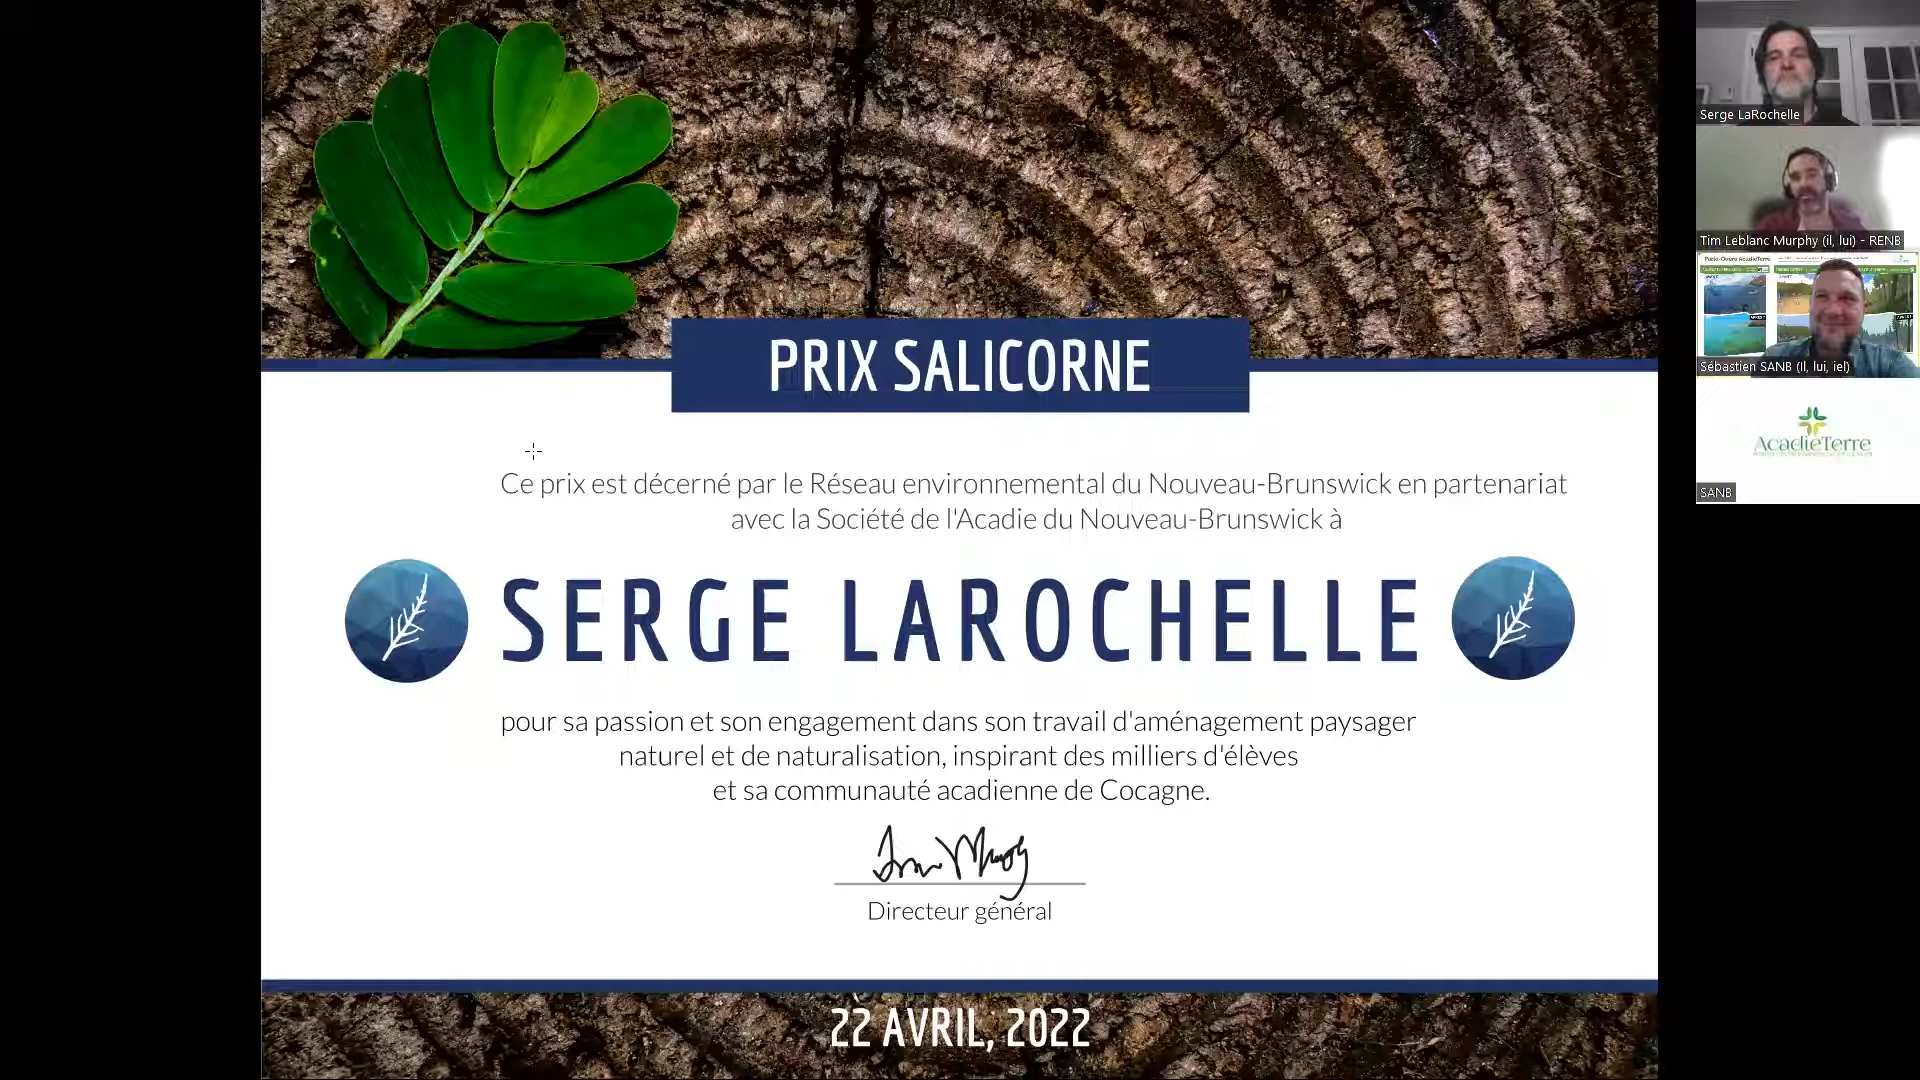 PRIX SALICORNE
Ce prix est décerné par le Réseau environnemental du Nouveau-Brunswick en partenariat
avec la Société de l'Acadie du Nouveau-Brunswick à
SERGE LAROCHELLE
pour sa passion et son engagement dans son travail d'aménagement paysager
naturel et de naturalisation, inspirant des milliers d'élèves
et sa communauté acadienne de Cocagne.
Directeur général
22 AVRIL, 2022
Serge LaRochelle
Tim Leblanc Murphy (il, lui) - RENB
Sébastien SANB (Il, lui, iel)
AcadieTerre
SANB